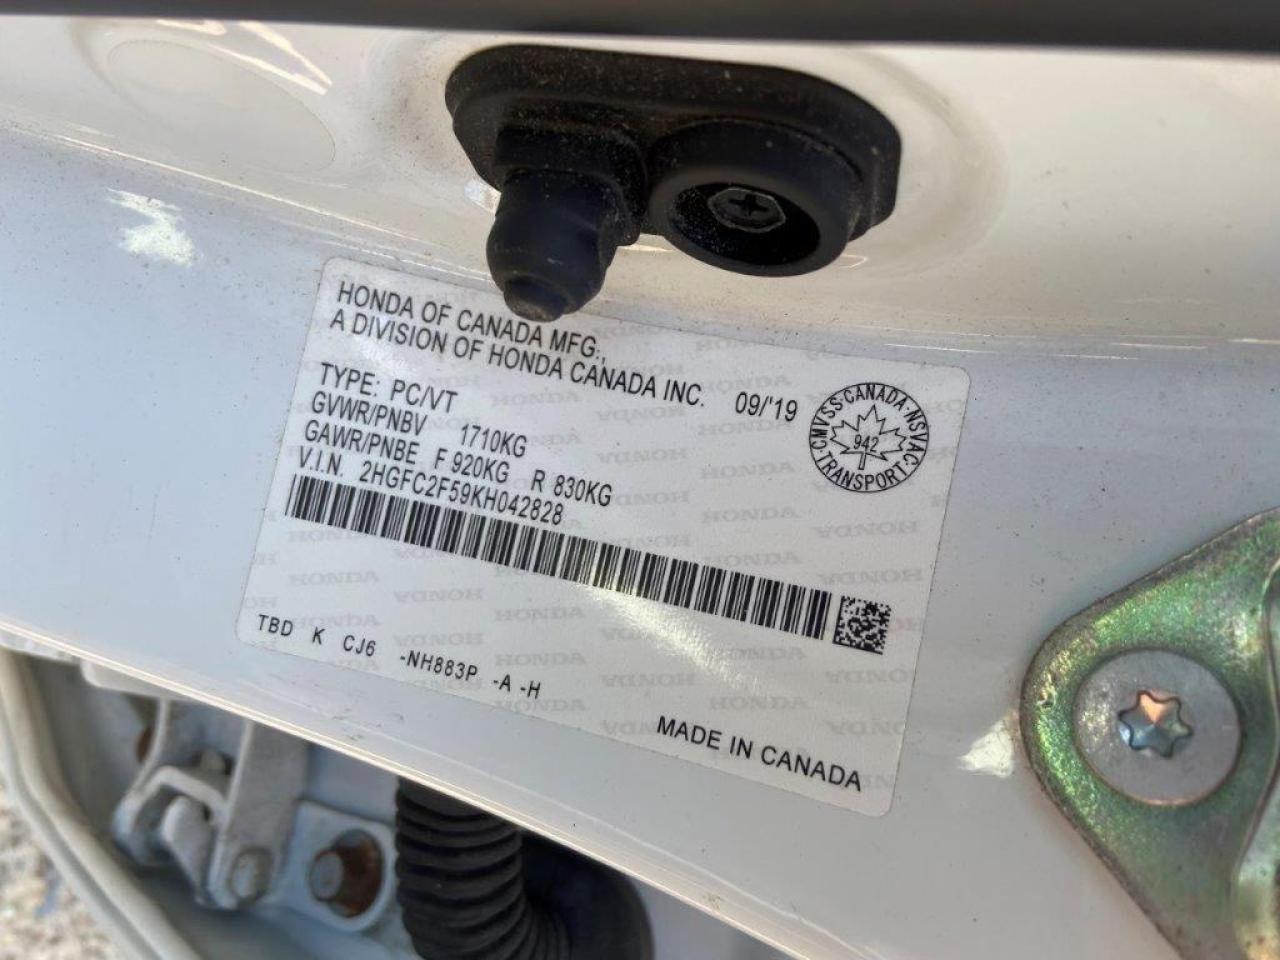 HONDA OF CANADA MFG.,
A DIVISION OF HONDA CANADA INC. 09/'19
TYPE: PC/VT
GVWR/PNBV 1710KG
GAWR/PNBE F 920KG R 830KG
V.I.N. 2HGFC2F59KH042828
CMVSS·CANADA·NSVAC·TRANSPORT·
942
TBD K CJ6 -NH883P -A -H
MADE IN CANADA